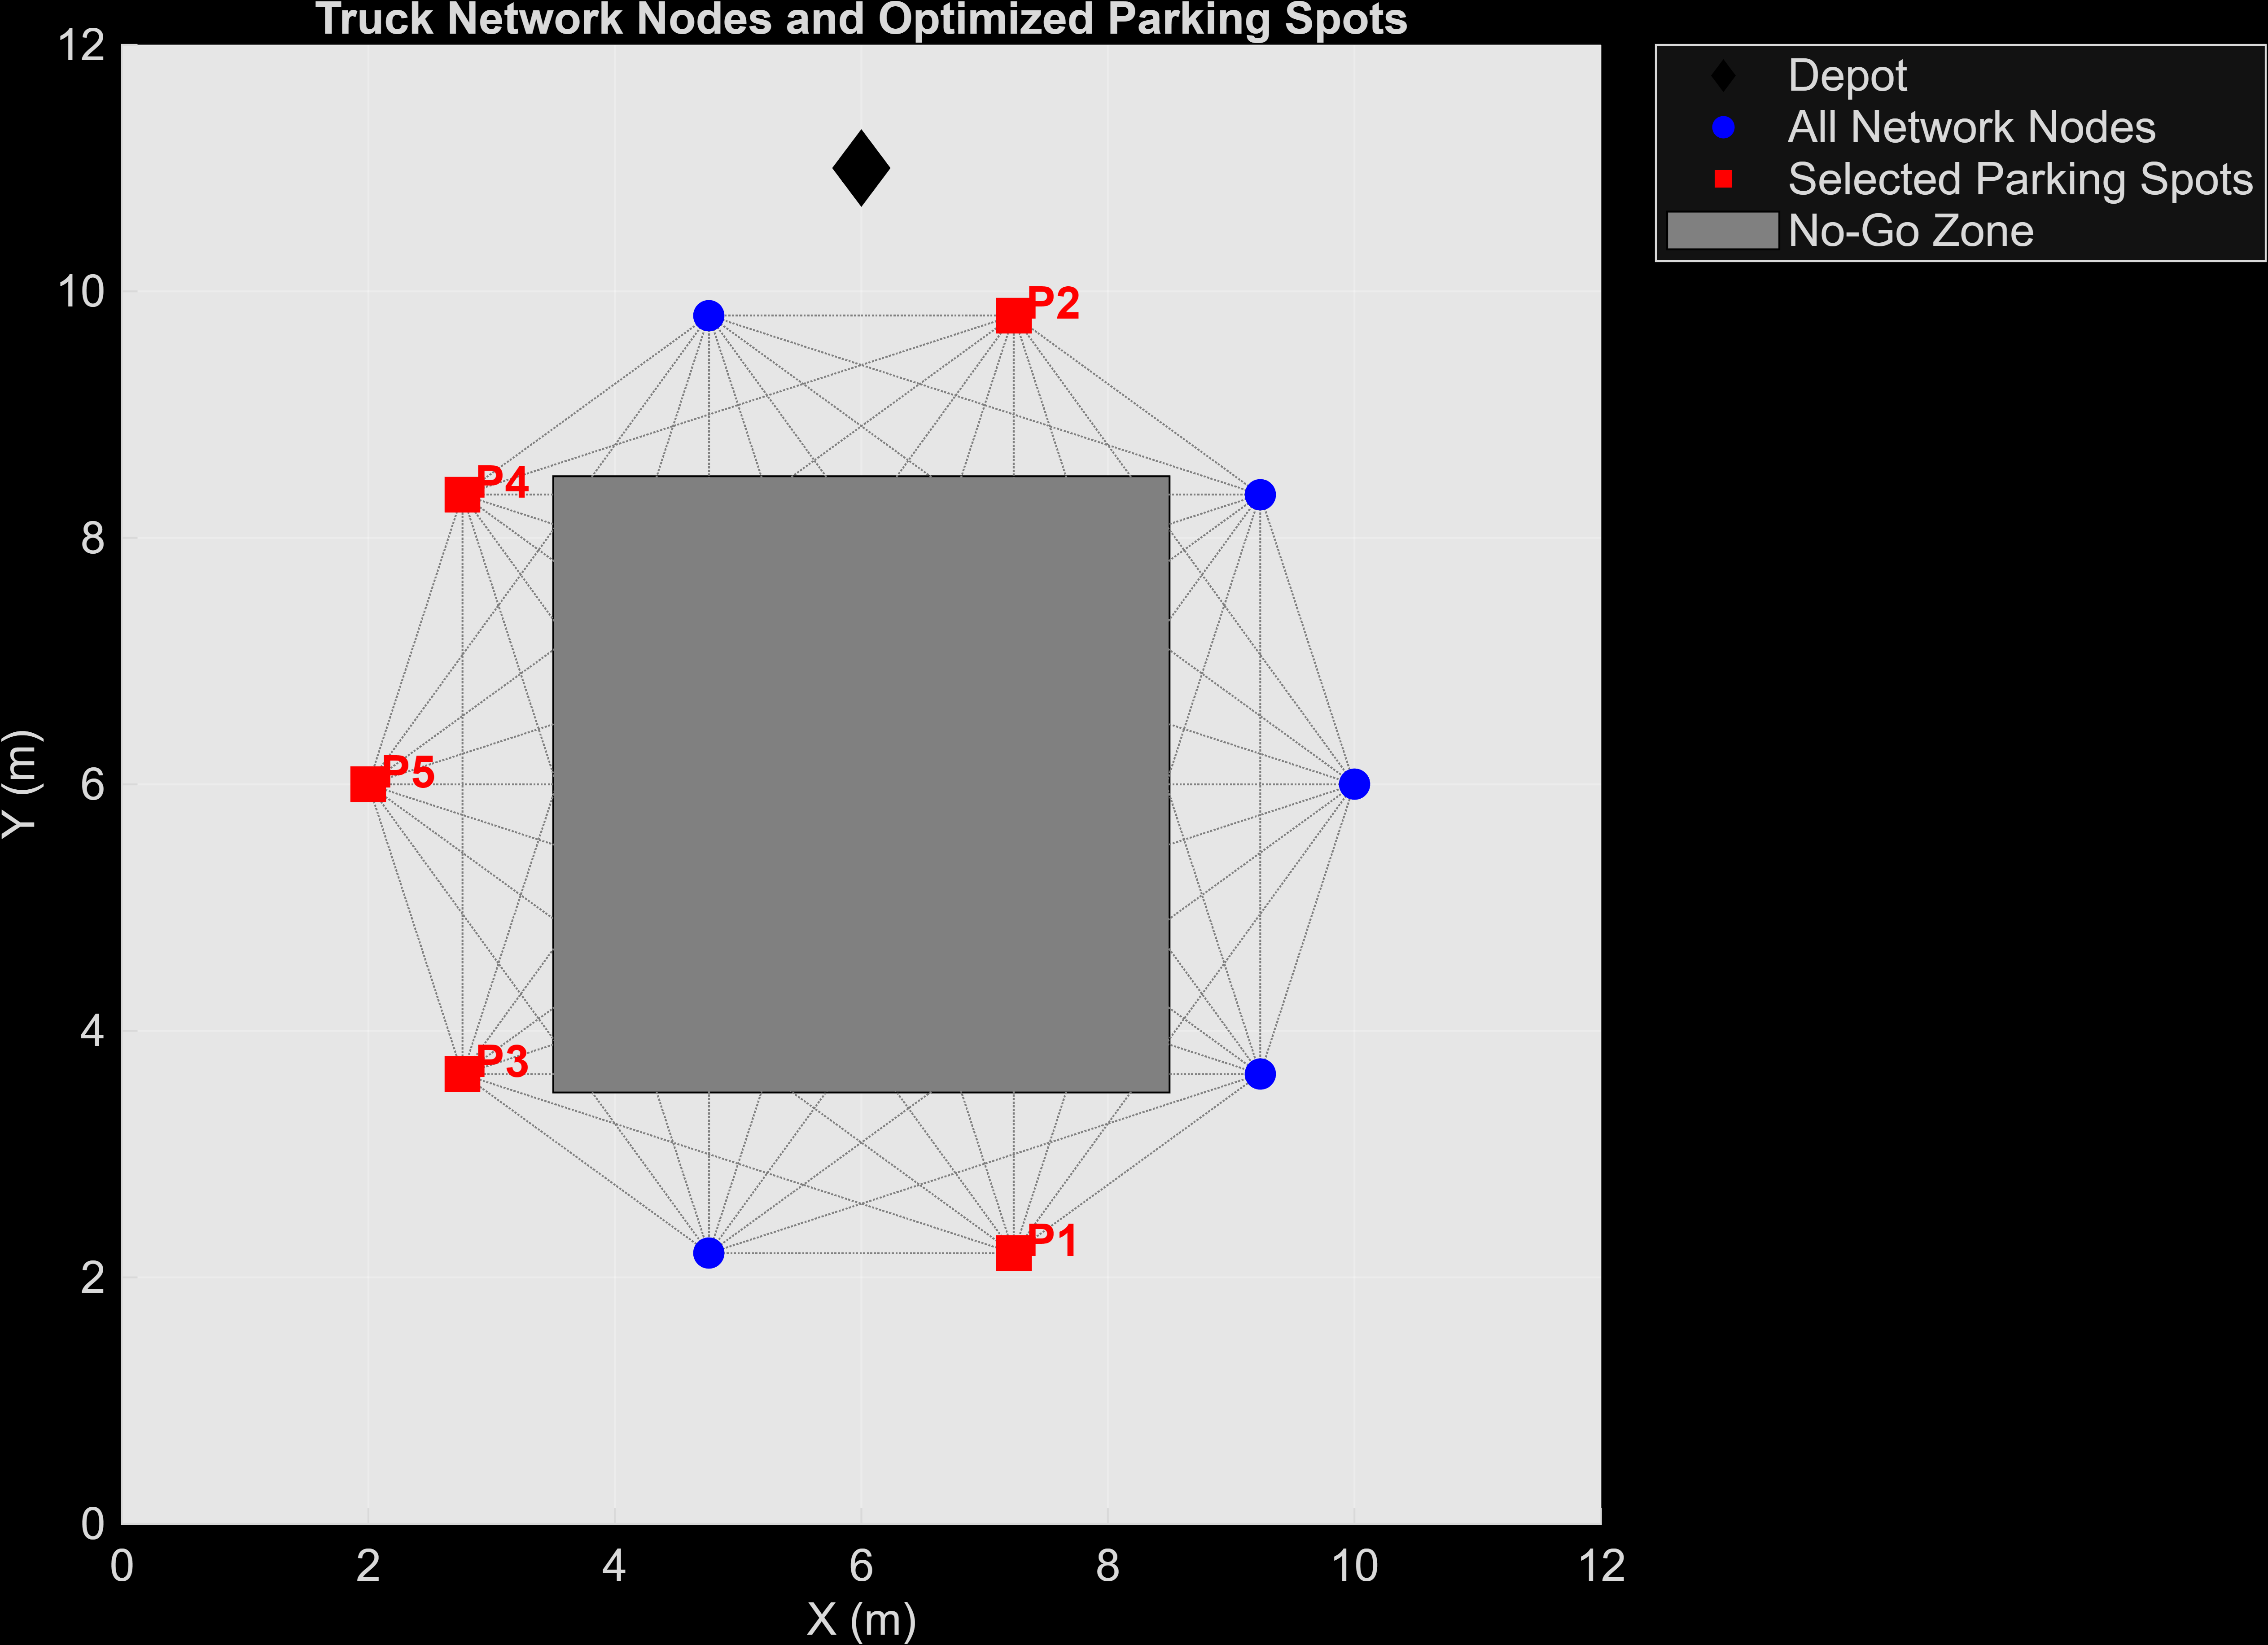 Truck Network Nodes and Optimized Parking Spots
Depot
All Network Nodes
Selected Parking Spots
No-Go Zone
12
10
8
6
4
2
0
Y (m)
P2
P4
P5
P3
P1
0 2 4 6 8 10 12
X (m)